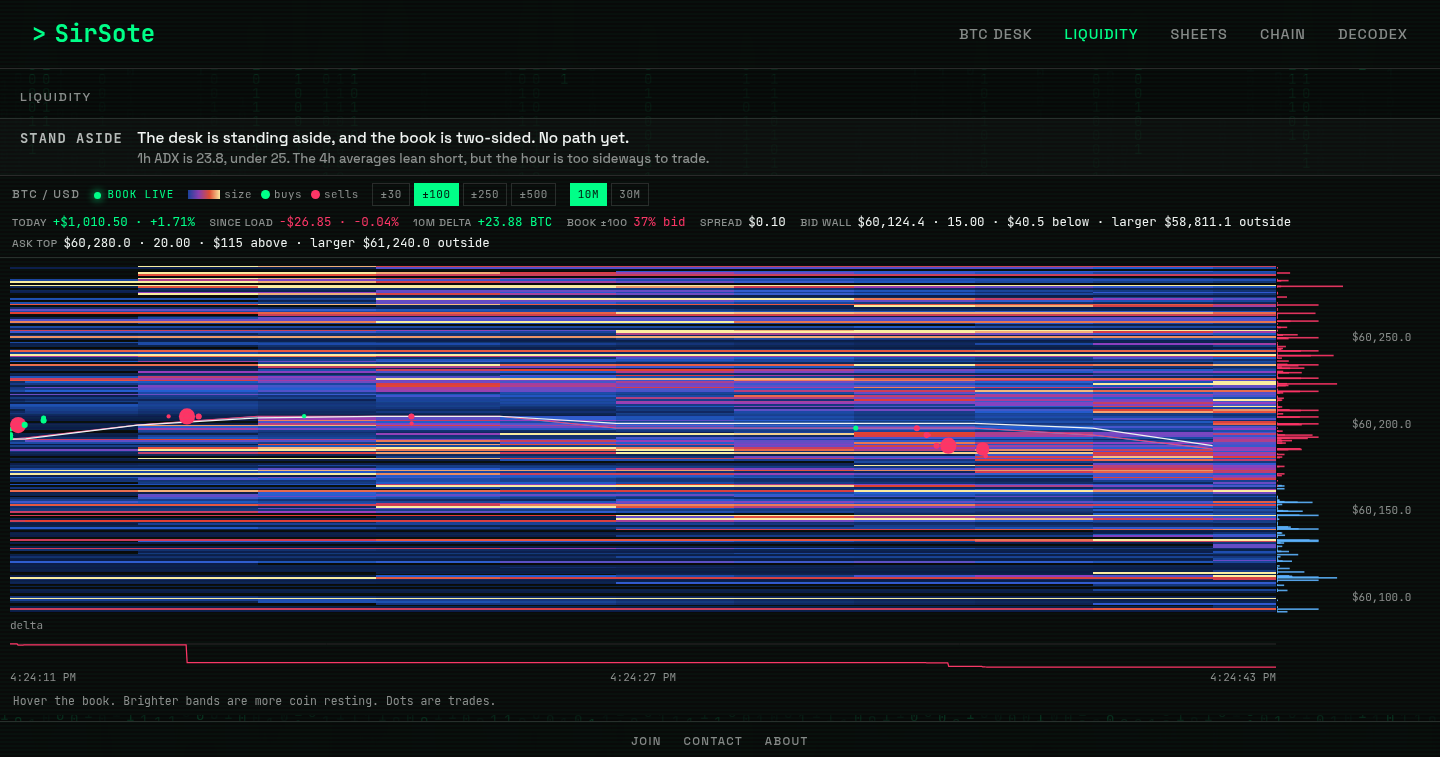 > SirSote
BTC DESK LIQUIDITY SHEETS CHAIN DECODEX
LIQUIDITY
STAND ASIDE The desk is standing aside, and the book is two-sided. No path yet.
1h ADX is 23.8, under 25. The 4h averages lean short, but the hour is too sideways to trade.
BTC / USD BOOK LIVE size buys sells ±30 ±100 ±250 ±500 10M 30M
TODAY +$1,010.50 · +1.71% SINCE LOAD -$26.85 · -0.04% 10M DELTA +23.88 BTC BOOK ±100 37% bid SPREAD $0.10 BID WALL $60,124.4 · 15.00 · $40.5 below · larger $58,811.1 outside
ASK TOP $60,280.0 · 20.00 · $115 above · larger $61,240.0 outside
$60,250.0
$60,200.0
$60,150.0
$60,100.0
delta
4:24:11 PM 4:24:27 PM 4:24:43 PM
Hover the book. Brighter bands are more coin resting. Dots are trades.
JOIN CONTACT ABOUT